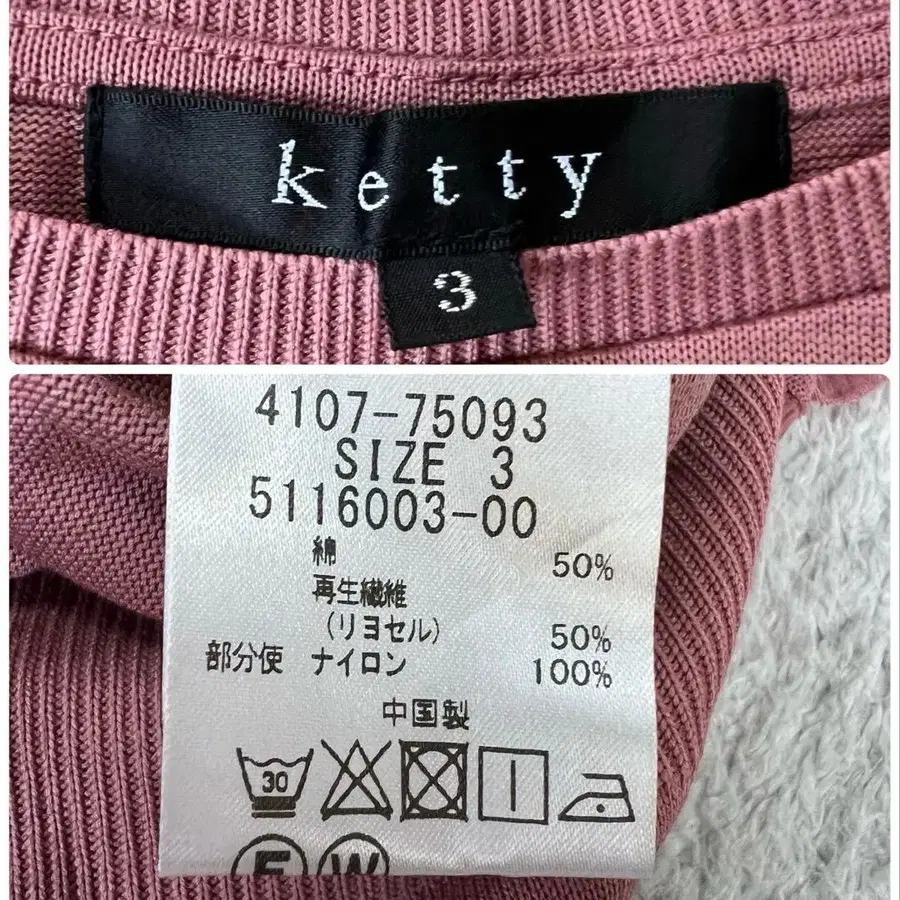 ketty
3
4107-75093
SIZE 3
5116003-00
綿 50%
再生繊維
(リヨセル) 50%
部分使 ナイロン 100%
中国製
30
F W